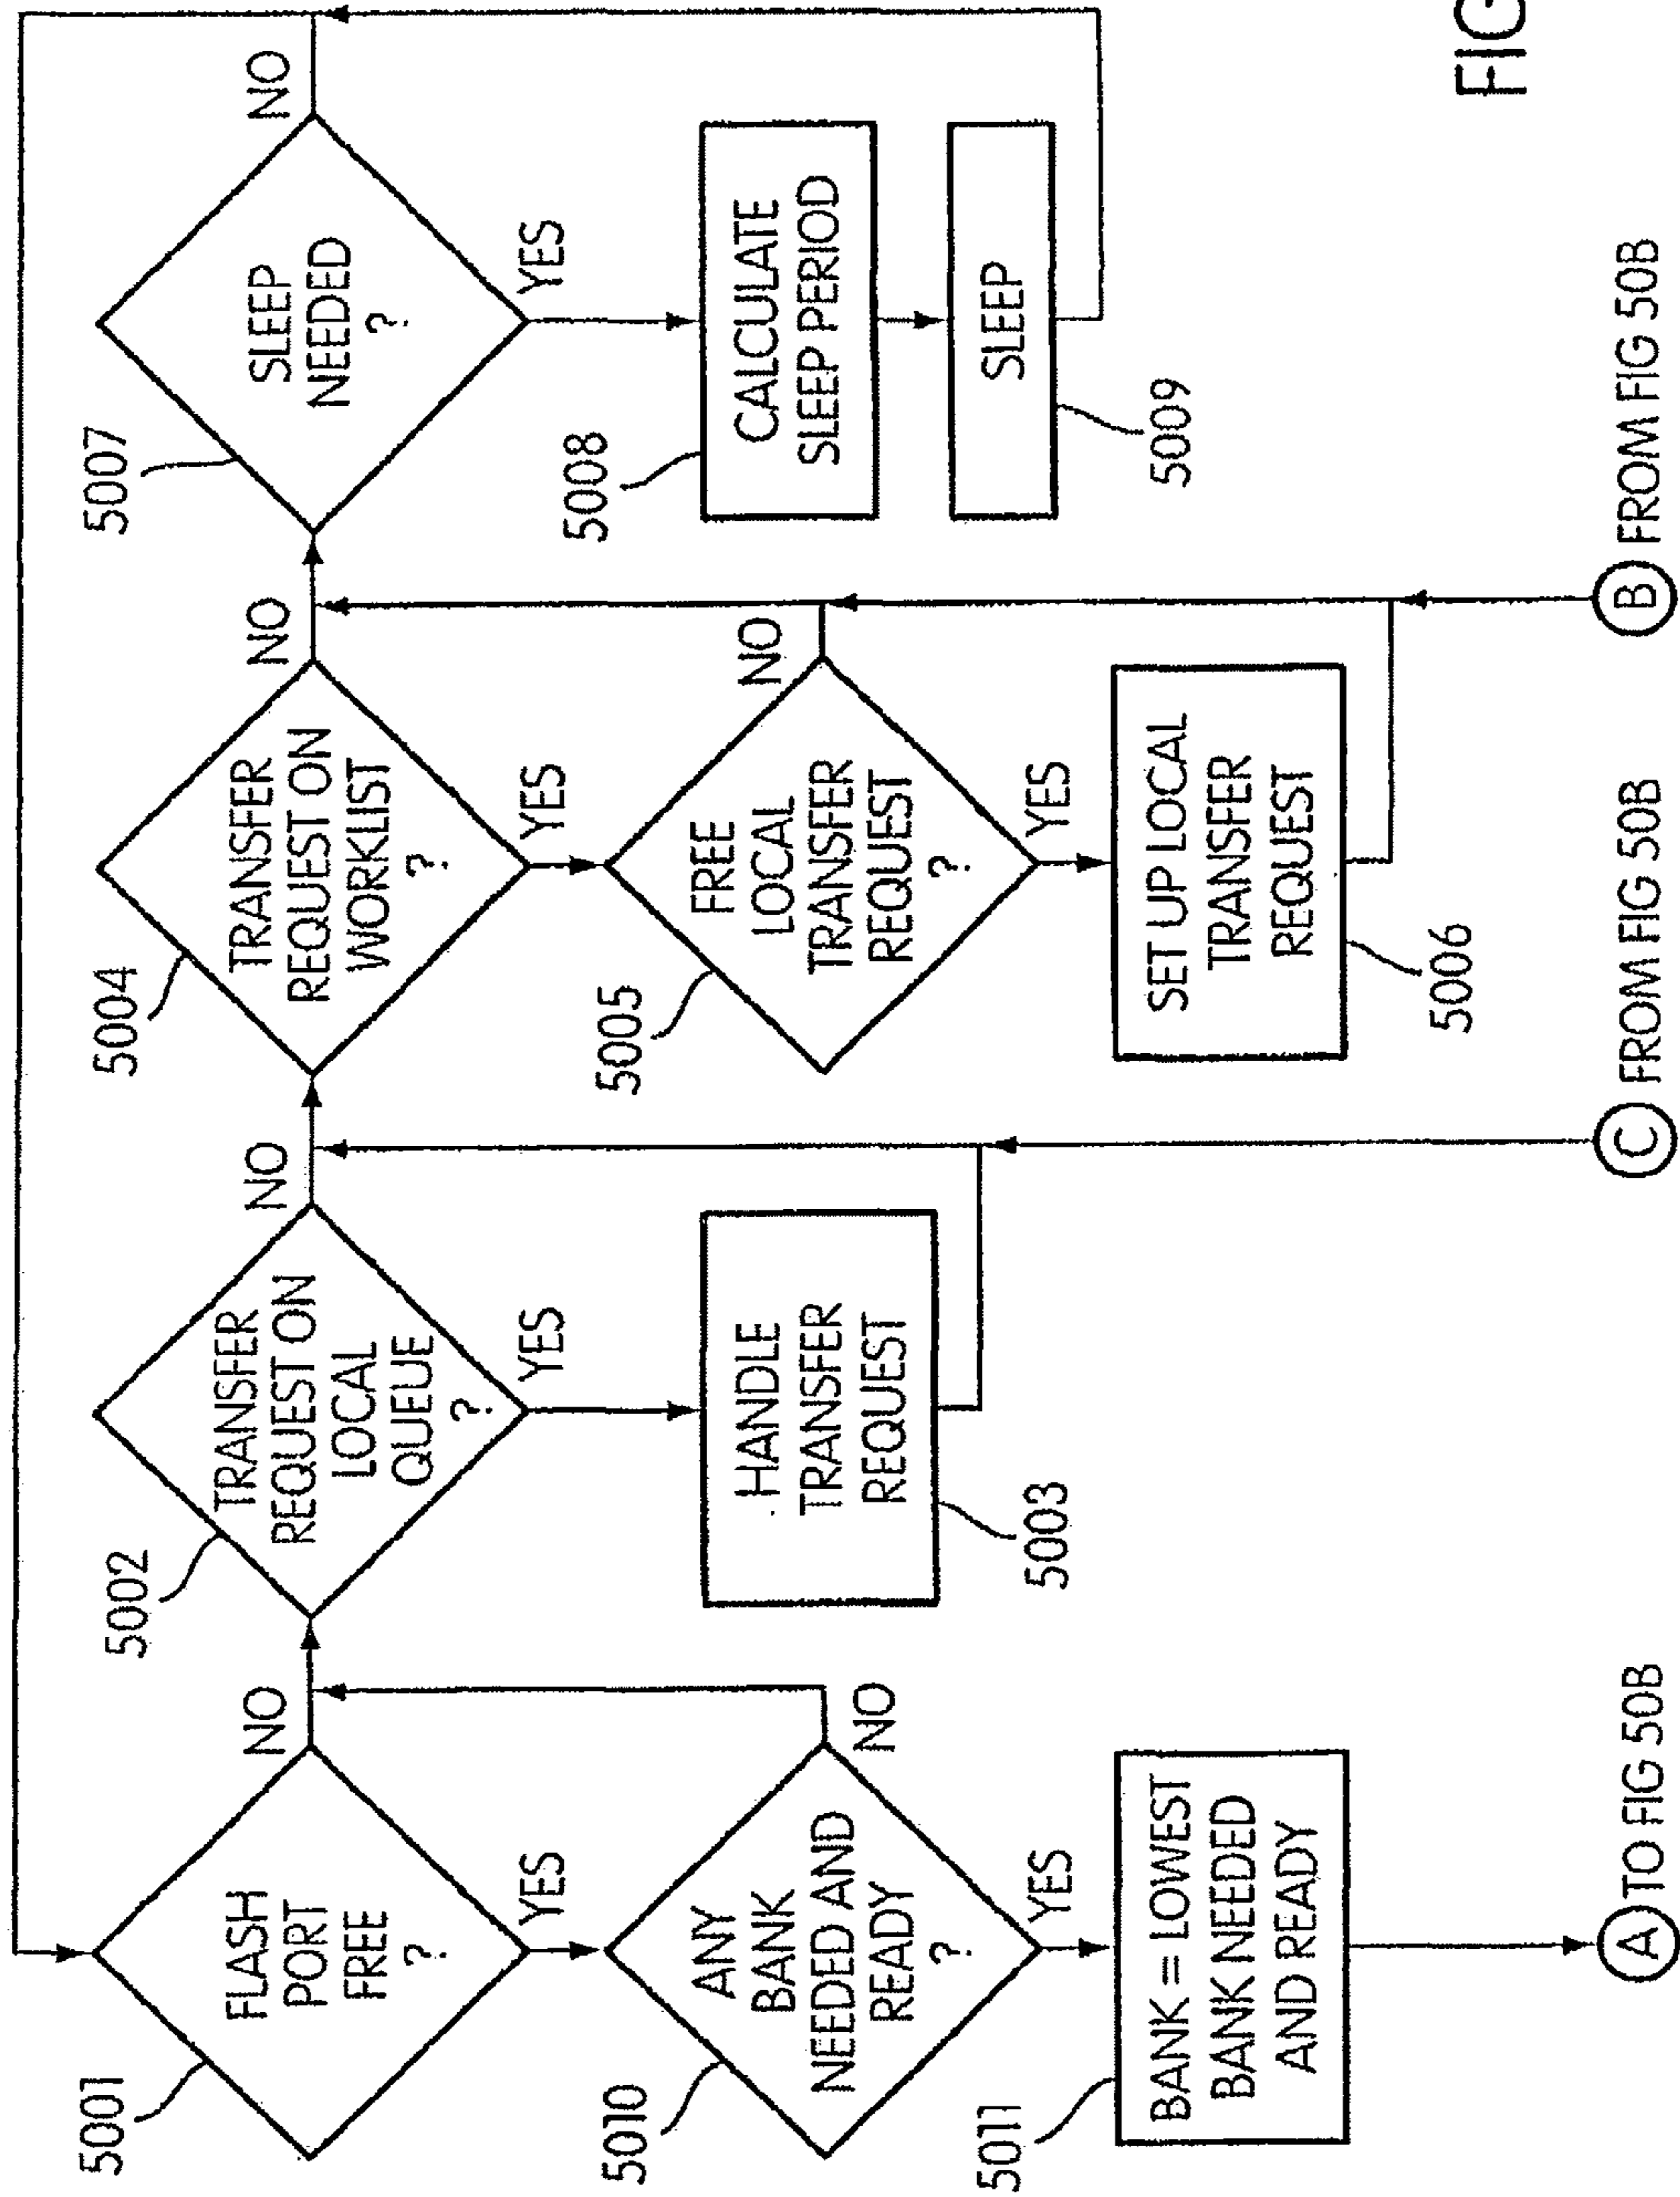 5001
FLASH
PORT
FREE
?
NO
YES
5010
ANY
BANK
NEEDED AND
READY
?
NO
YES
5011
BANK = LOWEST
BANK NEEDED
AND READY
A TO FIG 50B
5002
TRANSFER
REQUEST ON
LOCAL
QUEUE
?
NO
YES
HANDLE
TRANSFER
REQUEST
5003
C FROM FIG 50B
5004
TRANSFER
REQUEST ON
WORKLIST
?
NO
YES
5005
FREE
LOCAL
TRANSFER
REQUEST
?
NO
YES
SET UP LOCAL
TRANSFER
REQUEST
5006
B FROM FIG 50B
5007
SLEEP
NEEDED
?
NO
YES
5008
CALCULATE
SLEEP PERIOD
SLEEP
5009
FIG